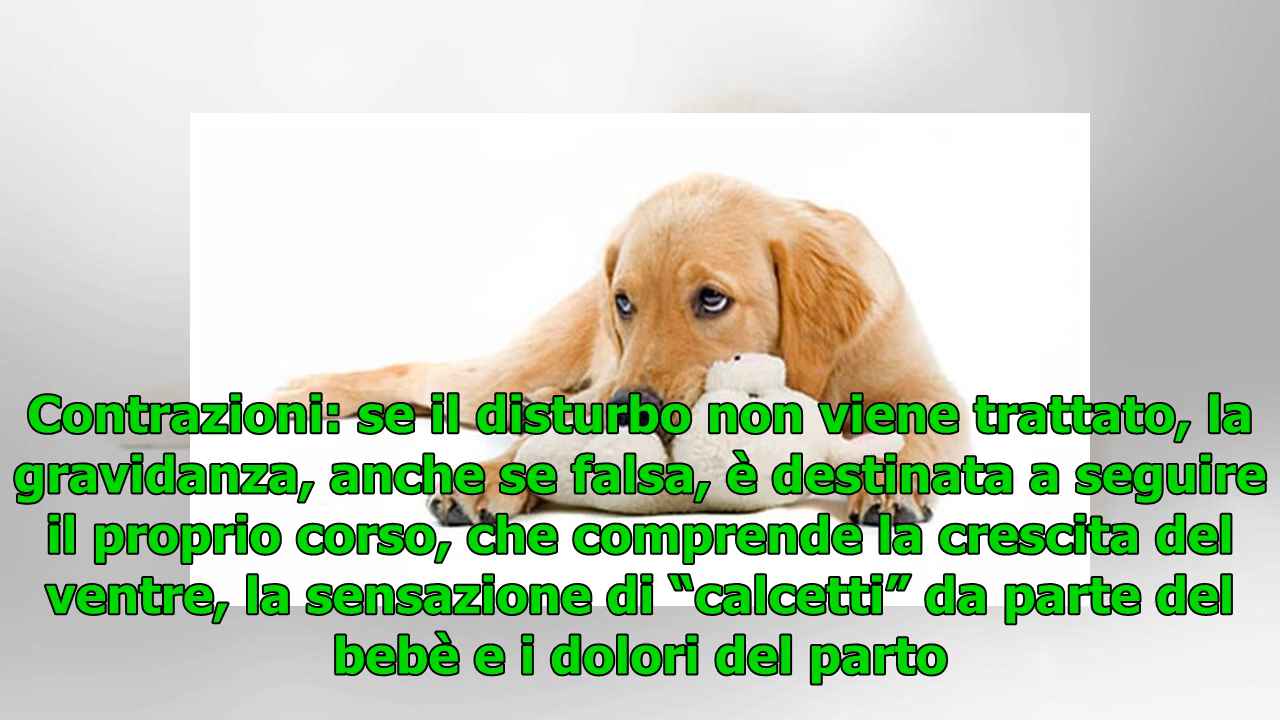 Contrazioni: se il disturbo non viene trattato, la
gravidanza, anche se falsa, è destinata a seguire
il proprio corso, che comprende la crescita del
ventre, la sensazione di “calcetti” da parte del
bebè e i dolori del parto